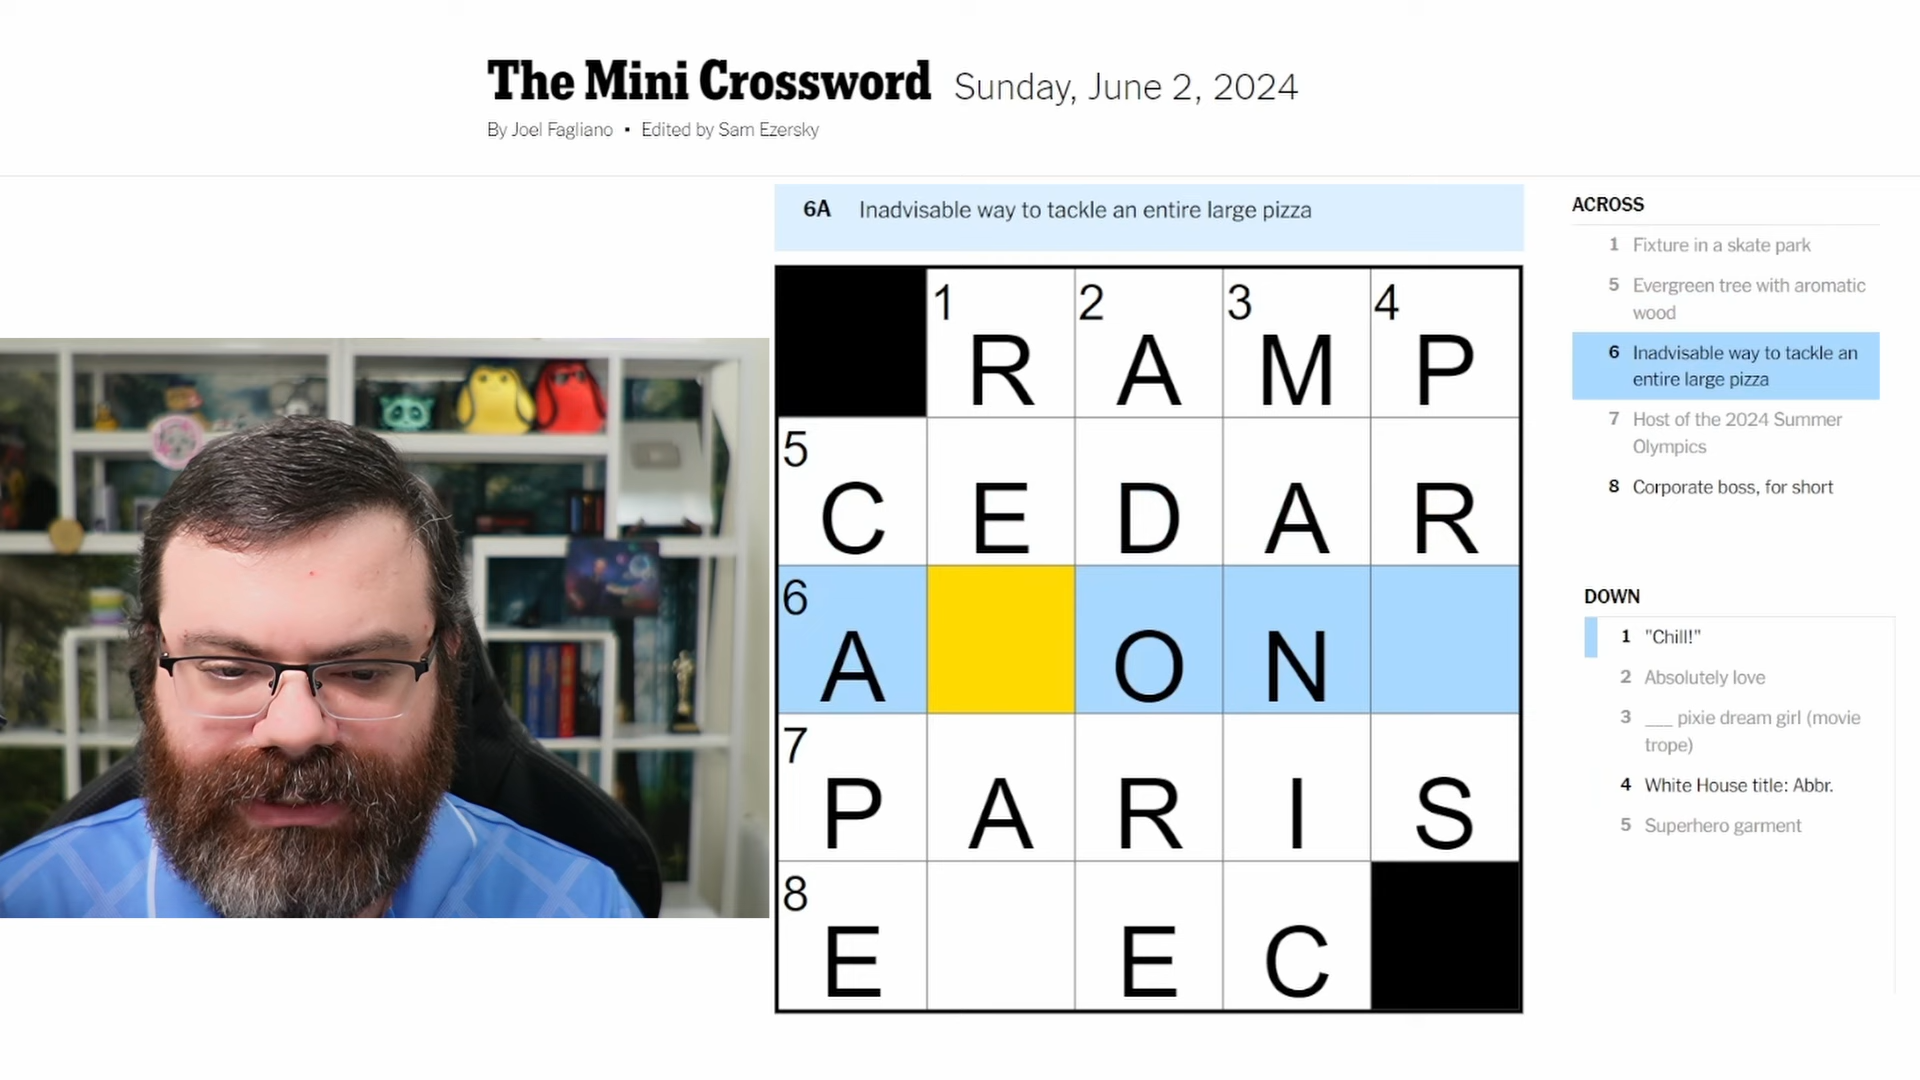 The Mini Crossword Sunday, June 2, 2024
By Joel Fagliano • Edited by Sam Ezersky
6A Inadvisable way to tackle an entire large pizza
1 2 3 4
R A M P
5
C E D A R
6
A O N
7
P A R I S
8
E E C
ACROSS
1 Fixture in a skate park
5 Evergreen tree with aromatic
wood
6 Inadvisable way to tackle an
entire large pizza
7 Host of the 2024 Summer
Olympics
8 Corporate boss, for short
DOWN
1 "Chill!"
2 Absolutely love
3 ___ pixie dream girl (movie
trope)
4 White House title: Abbr.
5 Superhero garment